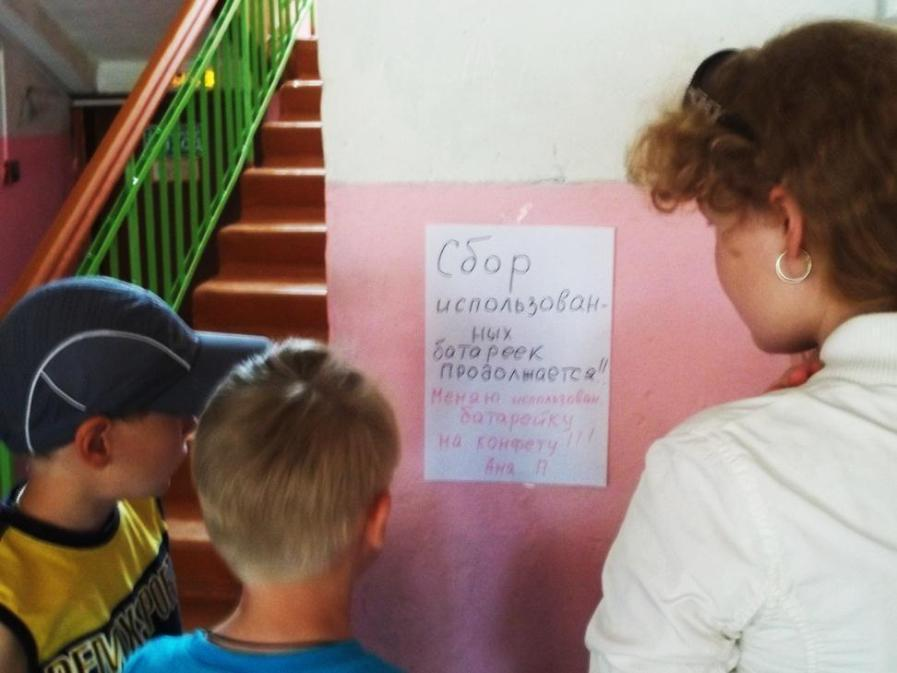 Сбор
использован-
ных
батареек
продолжается!!
Меняю использован.
батарейку
на конфету!!!
Аня П